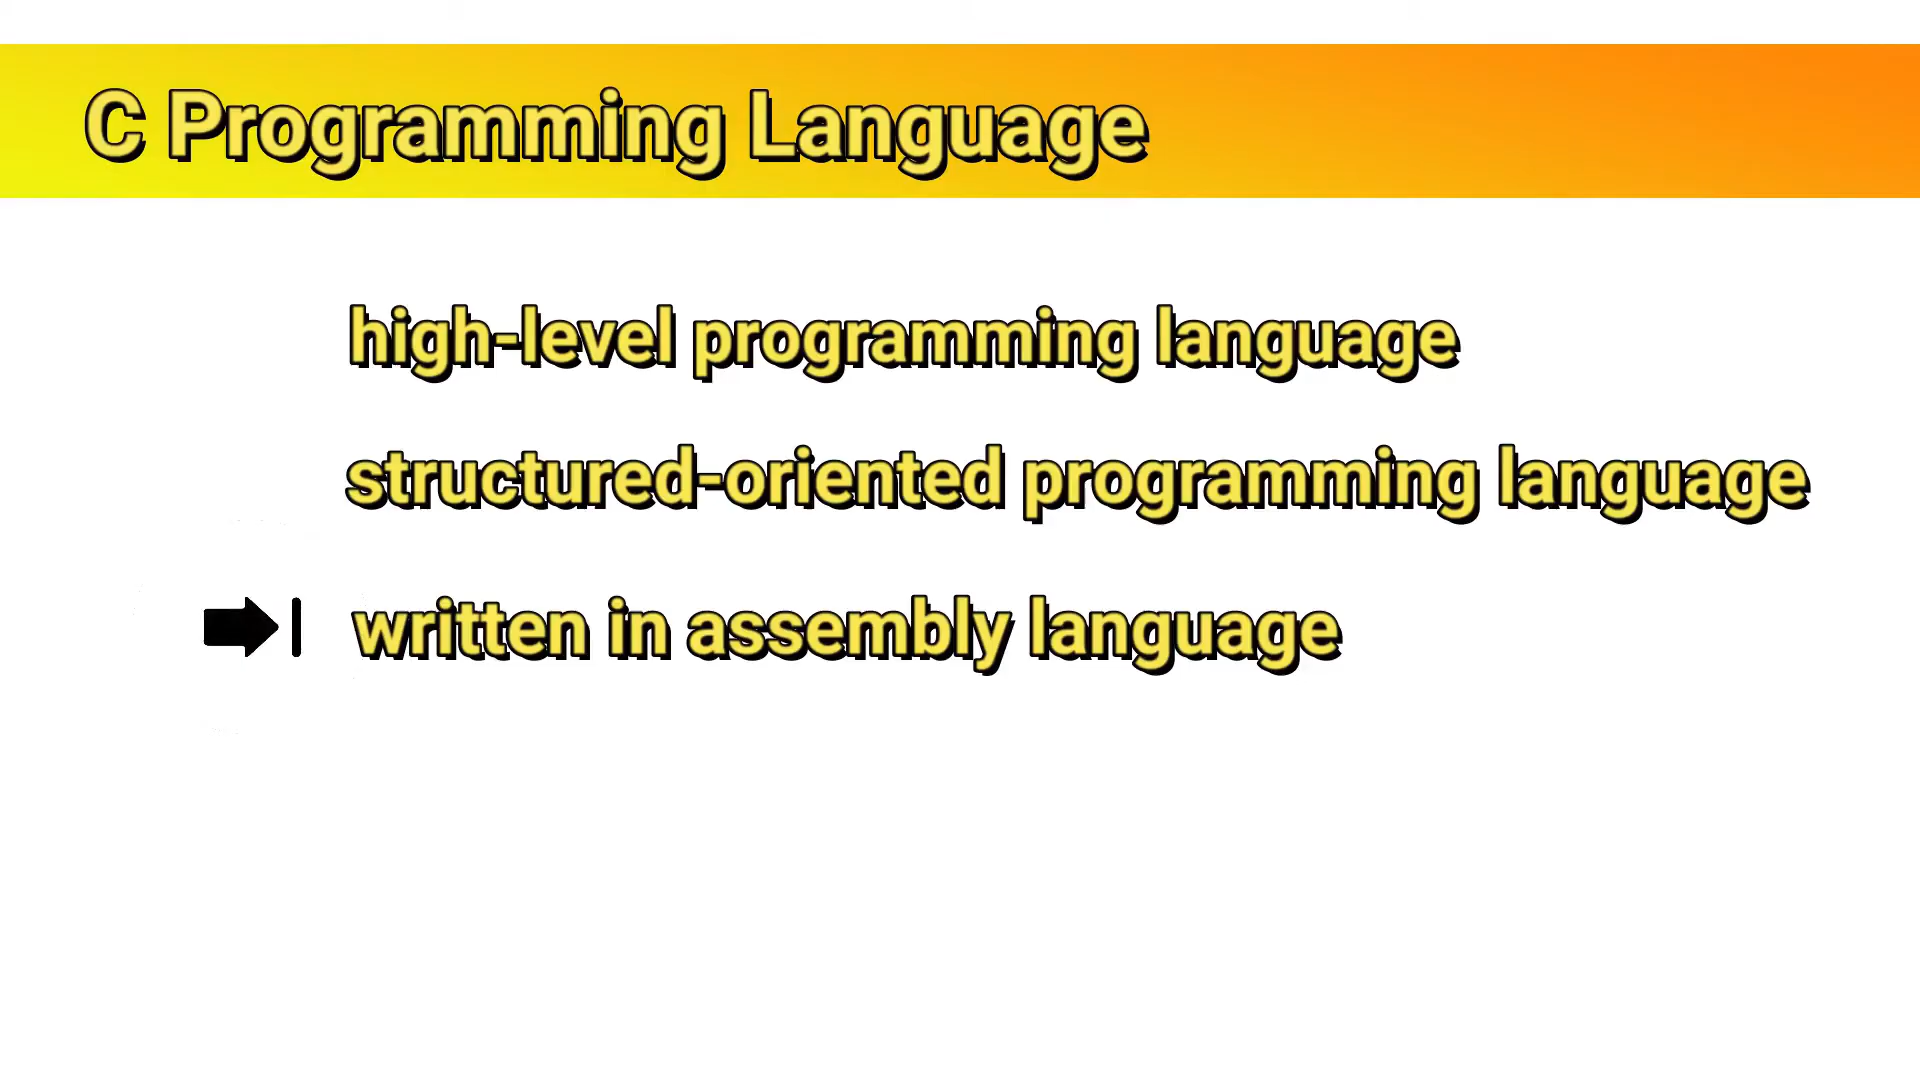 C Programming Language
high-level programming language
structured-oriented programming language
written in assembly language